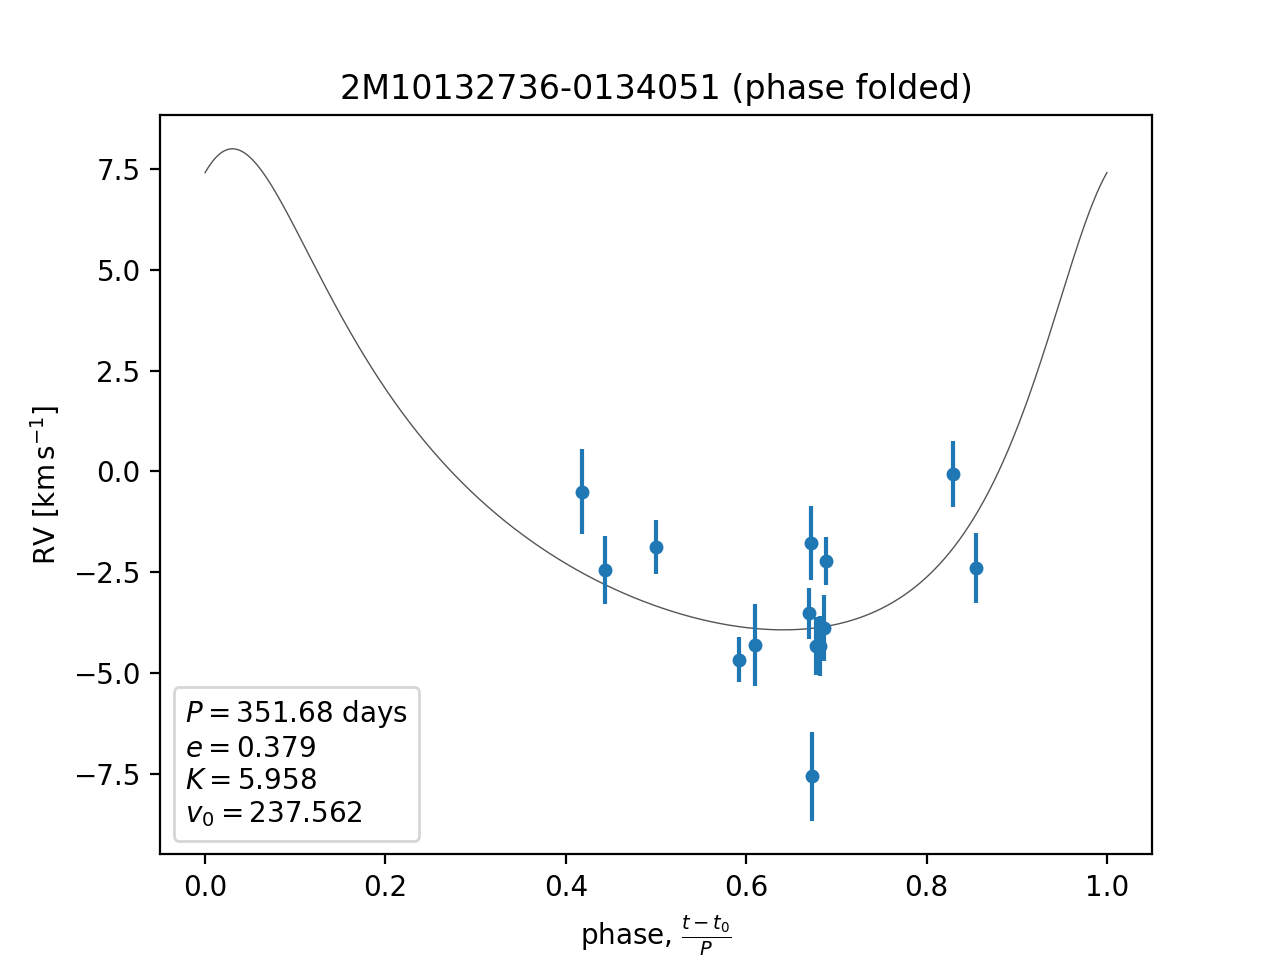 2M10132736-0134051 (phase folded)
7.5
5.0
2.5
0.0
−2.5
−5.0
−7.5
RV [km s⁻¹]
P = 351.68 days
e = 0.379
K = 5.958
v₀ = 237.562
0.0 0.2 0.4 0.6 0.8 1.0
phase, (t − t₀)/P